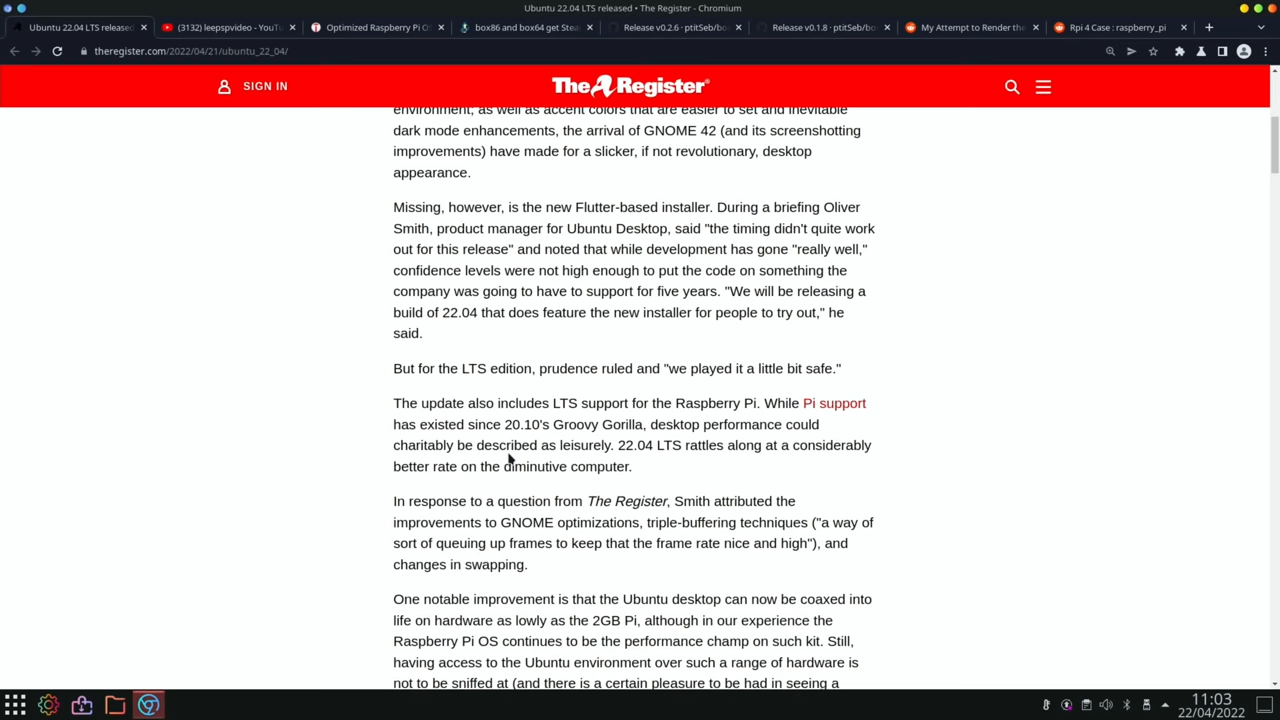 Ubuntu 22.04 LTS released • The Register - Chromium
Ubuntu 22.04 LTS released
(3132) leepspvideo - YouTu
Optimized Raspberry Pi OS
box86 and box64 get Stea
Release v0.2.6 · ptitSeb/bo
Release v0.1.8 · ptitSeb/bo
My Attempt to Render the
Rpi 4 Case : raspberry_pi
theregister.com/2022/04/21/ubuntu_22_04/
SIGN IN
The Register
environment; as well as accent colors that are easier to set and inevitable
dark mode enhancements, the arrival of GNOME 42 (and its screenshotting
improvements) have made for a slicker, if not revolutionary, desktop
appearance.
Missing, however, is the new Flutter-based installer. During a briefing Oliver
Smith, product manager for Ubuntu Desktop, said "the timing didn't quite work
out for this release" and noted that while development has gone "really well,"
confidence levels were not high enough to put the code on something the
company was going to have to support for five years. "We will be releasing a
build of 22.04 that does feature the new installer for people to try out," he
said.
But for the LTS edition, prudence ruled and "we played it a little bit safe."
The update also includes LTS support for the Raspberry Pi. While Pi support
has existed since 20.10's Groovy Gorilla, desktop performance could
charitably be described as leisurely. 22.04 LTS rattles along at a considerably
better rate on the diminutive computer.
In response to a question from The Register, Smith attributed the
improvements to GNOME optimizations, triple-buffering techniques ("a way of
sort of queuing up frames to keep that the frame rate nice and high"), and
changes in swapping.
One notable improvement is that the Ubuntu desktop can now be coaxed into
life on hardware as lowly as the 2GB Pi, although in our experience the
Raspberry Pi OS continues to be the performance champ on such kit. Still,
having access to the Ubuntu environment over such a range of hardware is
not to be sniffed at (and there is a certain pleasure to be had in seeing a
11:03
22/04/2022